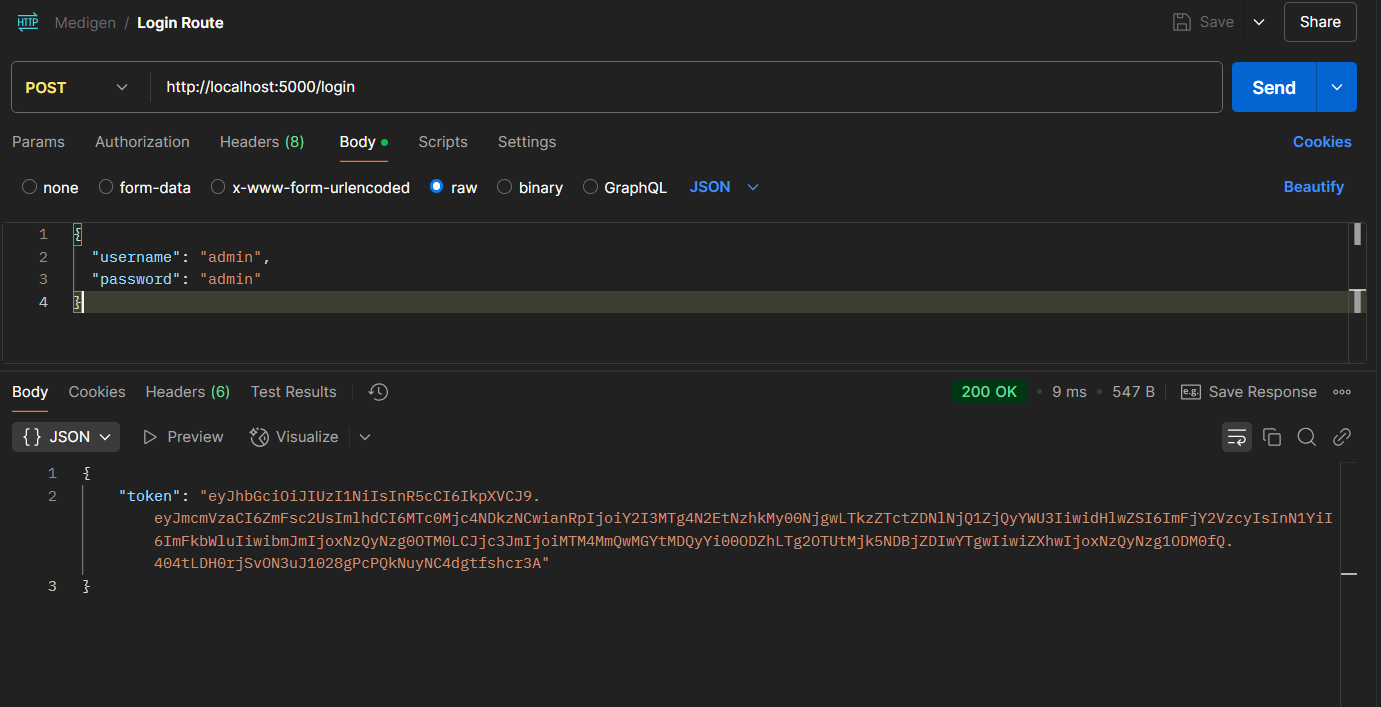 HTTP Medigen / Login Route Save Share
POST http://localhost:5000/login Send
Params Authorization Headers (8) Body Scripts Settings Cookies
none form-data x-www-form-urlencoded raw binary GraphQL JSON Beautify
1 {
2 "username": "admin",
3 "password": "admin"
4 }
Body Cookies Headers (6) Test Results 200 OK • 9 ms • 547 B e.g. Save Response
{} JSON Preview Visualize
1 {
2 "token": "eyJhbGciOiJIUzI1NiIsInR5cCI6IkpXVCJ9.
eyJmcmVzaCI6ZmFsc2UsImlhdCI6MTc0Mjc4NDkzNCwianRpIjoiY2I3MTg4N2EtNzhkMy00NjgwLTkzZTctZDNlNjQ1ZjQyYWU3IiwidHlwZSI6ImFjY2VzcyIsInN1YiI
6ImFkbWluIiwibmJmIjoxNzQyNzg0OTM0LCJjc3JmIjoiMTM4MmQwMGYtMDQyYi00ODZhLTg2OTUtMjk5NDBjZDIwYTgwIiwiZXhwIjoxNzQyNzg1ODM0fQ.
404tLDH0rjSvON3uJ1028gPcPQkNuyNC4dgtfshcr3A"
3 }